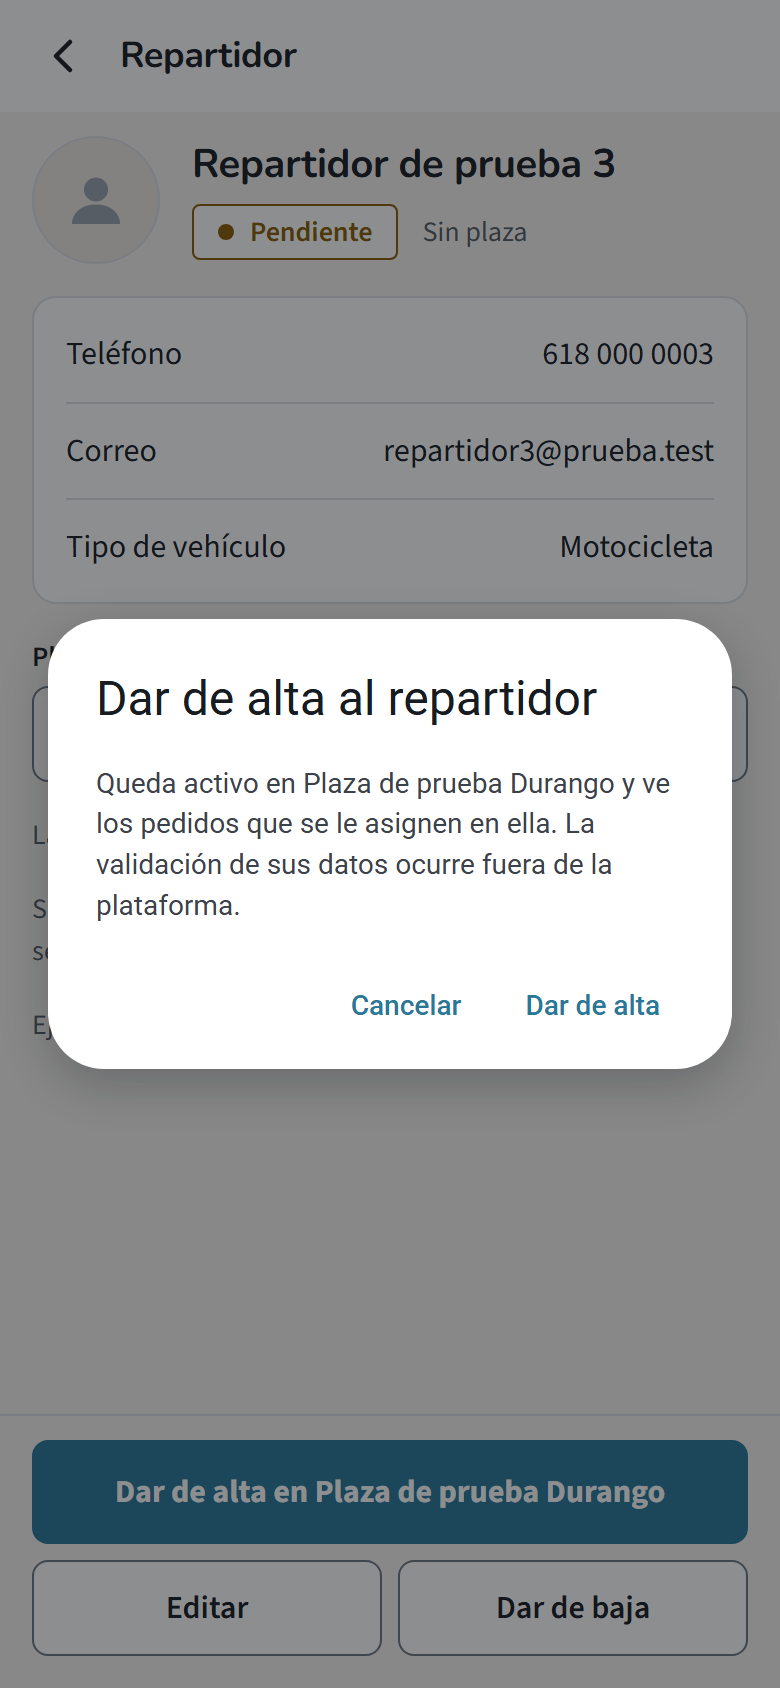 Repartidor
Repartidor de prueba 3
Pendiente
Sin plaza
Teléfono
618 000 0003
Correo
repartidor3@prueba.test
Tipo de vehículo
Motocicleta
Dar de alta al repartidor
Queda activo en Plaza de prueba Durango y ve
los pedidos que se le asignen en ella. La
validación de sus datos ocurre fuera de la
plataforma.
Cancelar
Dar de alta
Dar de alta en Plaza de prueba Durango
Editar
Dar de baja